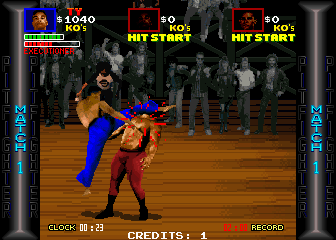 TY
$1040 $0 $0
KO's KO's KO's
HIT START HIT START
EXECUTIONER
MATCH 1
MATCH 1
CLOCK 00:23
RECORD
CREDITS: 1